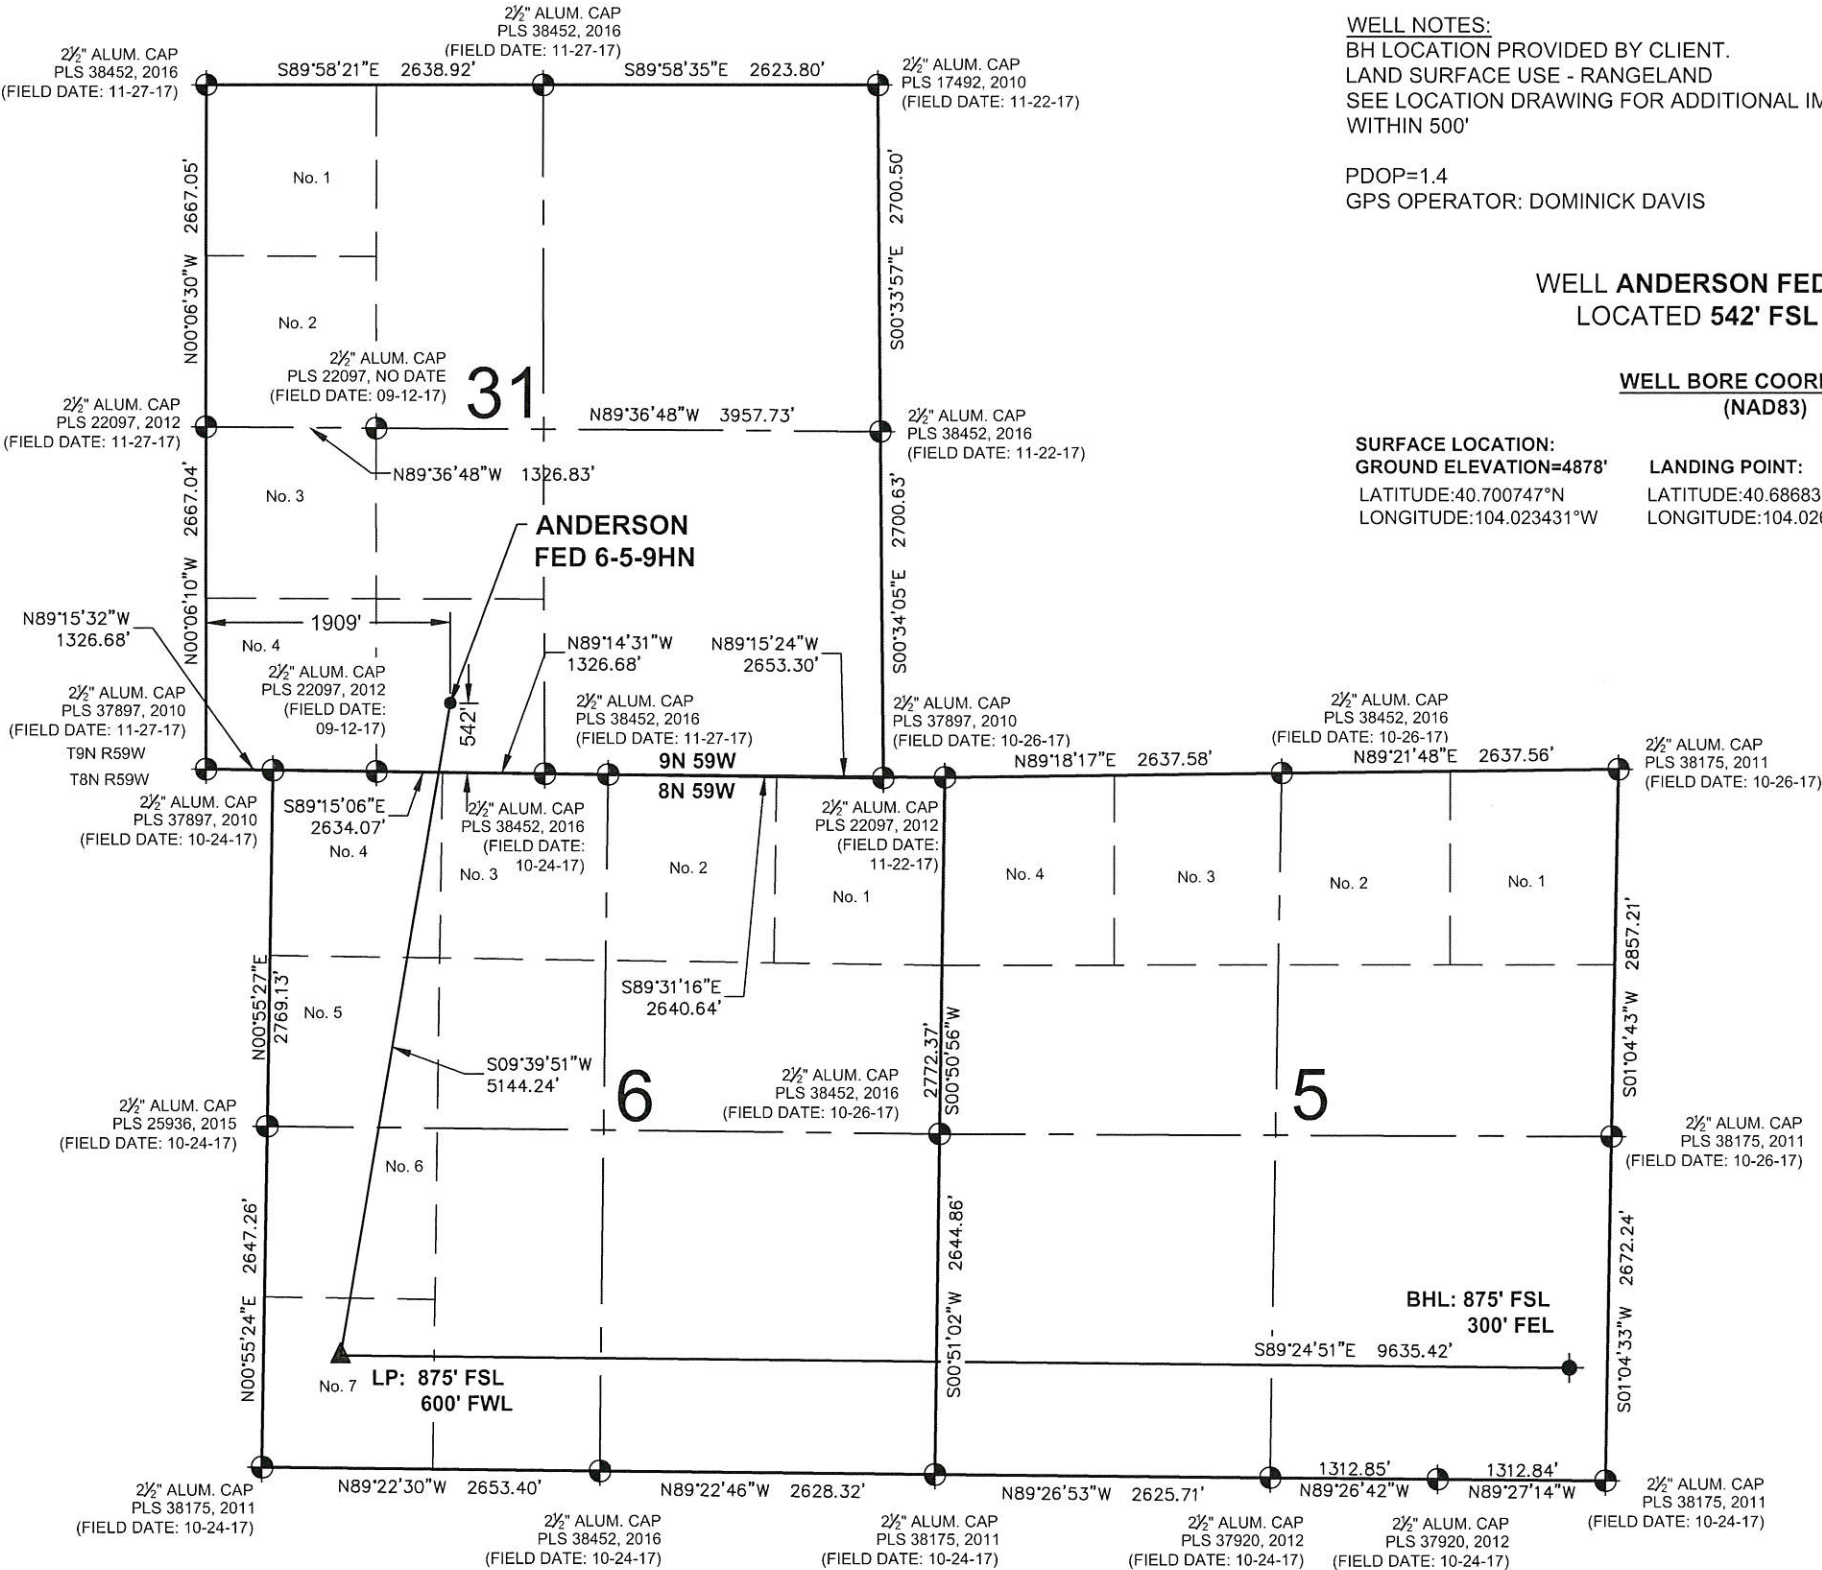 2½" ALUM. CAP
PLS 38452, 2016
(FIELD DATE: 11-27-17)
2½" ALUM. CAP
PLS 38452, 2016
(FIELD DATE: 11-27-17)
S89°58'21"E 2638.92'
S89°58'35"E 2623.80'
2½" ALUM. CAP
PLS 17492, 2010
(FIELD DATE: 11-22-17)
WELL NOTES:
BH LOCATION PROVIDED BY CLIENT.
LAND SURFACE USE - RANGELAND
SEE LOCATION DRAWING FOR ADDITIONAL IM
WITHIN 500'
PDOP=1.4
GPS OPERATOR: DOMINICK DAVIS
WELL ANDERSON FED
LOCATED 542' FSL
WELL BORE COORI
(NAD83)
SURFACE LOCATION:
GROUND ELEVATION=4878'
LATITUDE:40.700747°N
LONGITUDE:104.023431°W
LANDING POINT:
LATITUDE:40.68683
LONGITUDE:104.026
N00°06'30"W 2667.05'
No. 1
No. 2
S00°33'57"E 2700.50'
2½" ALUM. CAP
PLS 22097, NO DATE
(FIELD DATE: 09-12-17)
31
2½" ALUM. CAP
PLS 22097, 2012
(FIELD DATE: 11-27-17)
N89°36'48"W 3957.73'
2½" ALUM. CAP
PLS 38452, 2016
(FIELD DATE: 11-22-17)
N89°36'48"W 1326.83'
No. 3
N00°06'10"W 2667.04'
S00°34'05"E 2700.63'
ANDERSON
FED 6-5-9HN
N89°15'32"W
1326.68'
1909'
No. 4
N89°14'31"W
1326.68'
N89°15'24"W
2653.30'
2½" ALUM. CAP
PLS 22097, 2012
(FIELD DATE:
09-12-17)
542'
2½" ALUM. CAP
PLS 37897, 2010
(FIELD DATE: 11-27-17)
T9N R59W
T8N R59W
2½" ALUM. CAP
PLS 38452, 2016
(FIELD DATE: 11-27-17)
9N 59W
8N 59W
2½" ALUM. CAP
PLS 37897, 2010
(FIELD DATE: 10-26-17)
2½" ALUM. CAP
PLS 38452, 2016
(FIELD DATE: 10-26-17)
N89°18'17"E 2637.58'
N89°21'48"E 2637.56'
2½" ALUM. CAP
PLS 38175, 2011
(FIELD DATE: 10-26-17)
2½" ALUM. CAP
PLS 37897, 2010
(FIELD DATE: 10-24-17)
S89°15'06"E
2634.07'
No. 4
2½" ALUM. CAP
PLS 38452, 2016
(FIELD DATE:
10-24-17)
No. 3
No. 2
2½" ALUM. CAP
PLS 22097, 2012
(FIELD DATE:
11-22-17)
No. 1
No. 4
No. 3
No. 2
No. 1
N00°55'27"E
2769.13'
S89°31'16"E
2640.64'
S01°04'43"W 2857.21'
No. 5
S09°39'51"W
5144.24'
6
2772.37'
S00°50'56"W
5
2½" ALUM. CAP
PLS 38452, 2016
(FIELD DATE: 10-26-17)
2½" ALUM. CAP
PLS 25936, 2015
(FIELD DATE: 10-24-17)
2½" ALUM. CAP
PLS 38175, 2011
(FIELD DATE: 10-26-17)
No. 6
N00°55'24"E 2647.26'
S00°51'02"W 2644.86'
S01°04'33"W 2672.24'
BHL: 875' FSL
300' FEL
S89°24'51"E 9635.42'
No. 7
LP: 875' FSL
600' FWL
N89°22'30"W 2653.40'
N89°22'46"W 2628.32'
N89°26'53"W 2625.71'
1312.85'
N89°26'42"W
1312.84'
N89°27'14"W
2½" ALUM. CAP
PLS 38175, 2011
(FIELD DATE: 10-24-17)
2½" ALUM. CAP
PLS 38452, 2016
(FIELD DATE: 10-24-17)
2½" ALUM. CAP
PLS 38175, 2011
(FIELD DATE: 10-24-17)
2½" ALUM. CAP
PLS 37920, 2012
(FIELD DATE: 10-24-17)
2½" ALUM. CAP
PLS 37920, 2012
(FIELD DATE: 10-24-17)
2½" ALUM. CAP
PLS 38175, 2011
(FIELD DATE: 10-24-17)